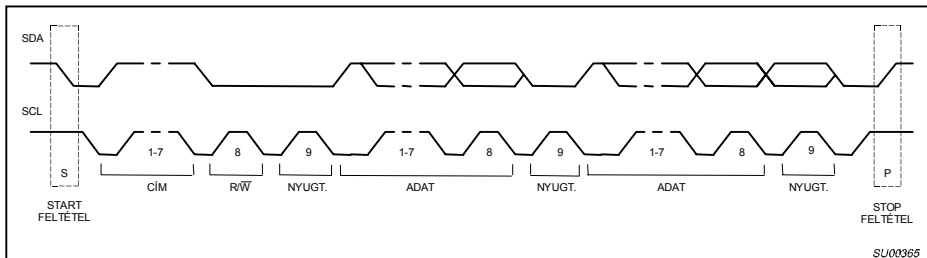 SDA
SCL
1-7 8 9 1-7 8 9 1-7 8 9
S P
CÍM R/W̅ NYUGT. ADAT NYUGT. ADAT NYUGT.
START
FELTÉTEL
STOP
FELTÉTEL
SU00365